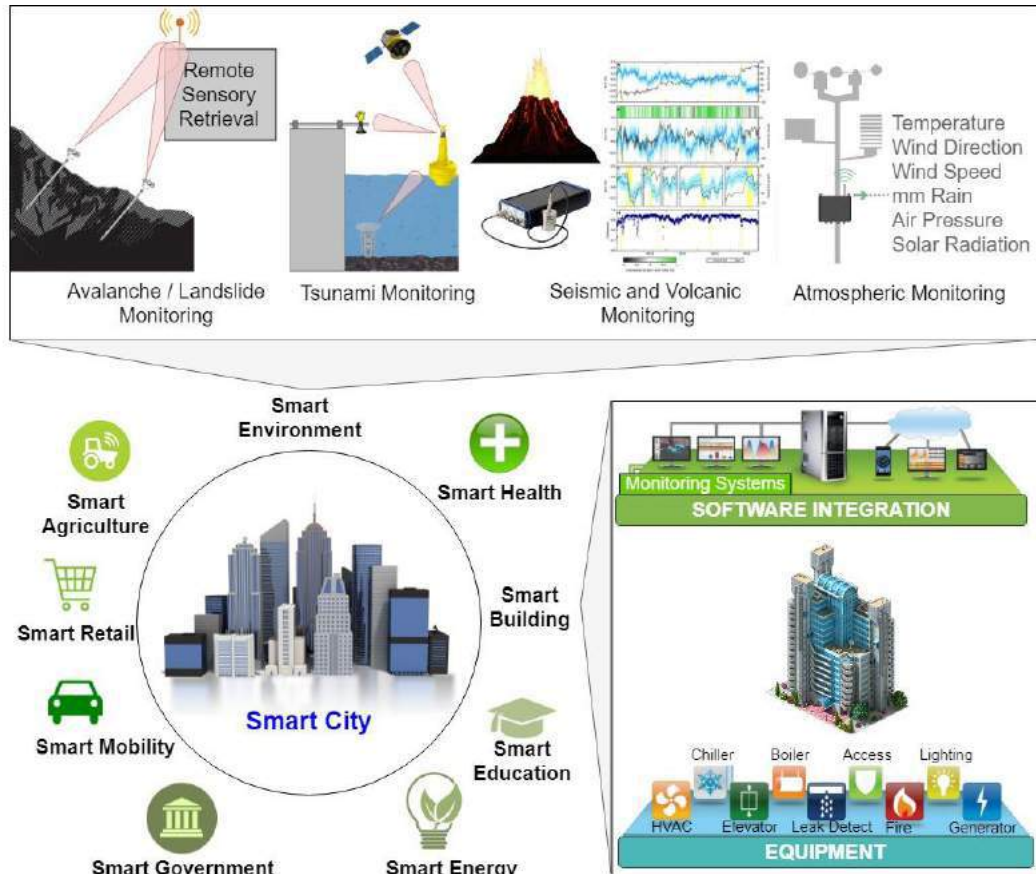 Remote
Sensory
Retrieval
Temperature
Wind Direction
Wind Speed
mm Rain
Air Pressure
Solar Radiation
Avalanche / Landslide
Monitoring
Tsunami Monitoring
Seismic and Volcanic
Monitoring
Atmospheric Monitoring
Smart
Environment
Smart Health
Smart
Agriculture
Smart Retail
Smart
Building
Smart Mobility
Smart City
Smart
Education
Smart Government
Smart Energy
Monitoring Systems
SOFTWARE INTEGRATION
Chiller
Boiler
Access
Lighting
HVAC
Elevator
Leak Detect
Fire
Generator
EQUIPMENT